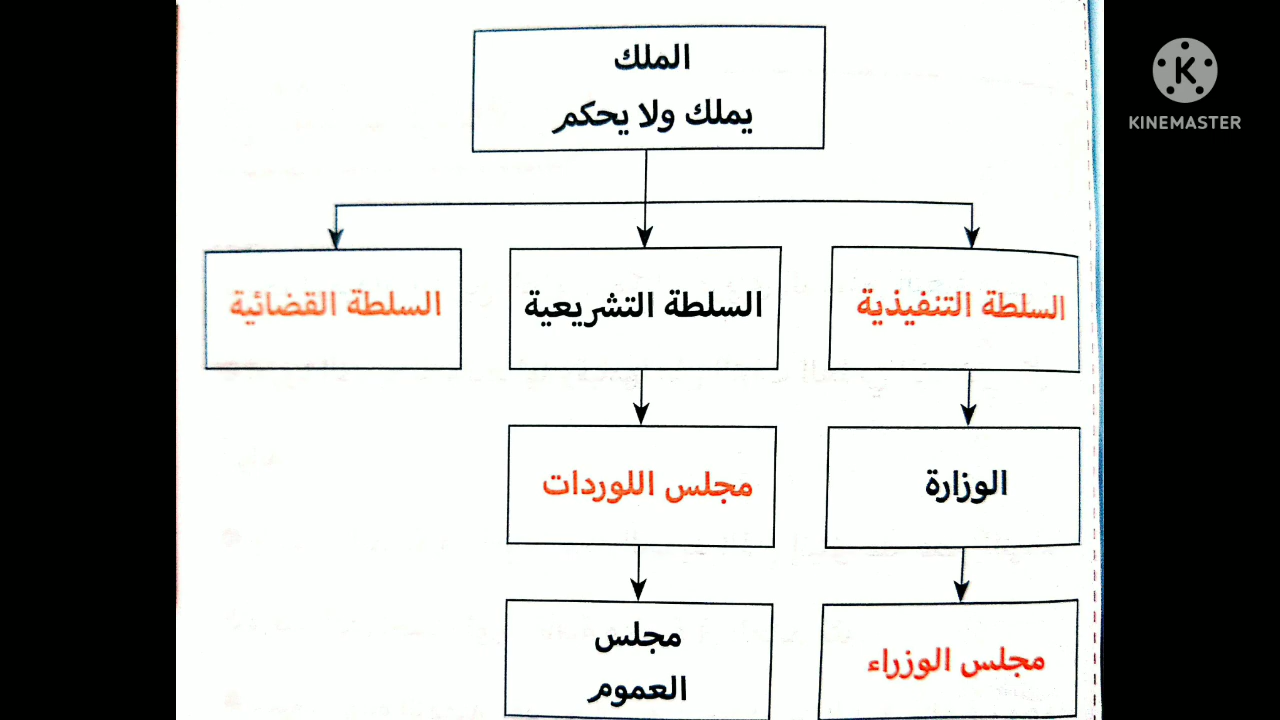 الملك
يملك ولا يحكم
السلطة التنفيذية
السلطة التشريعية
السلطة القضائية
الوزارة
مجلس اللوردات
مجلس الوزراء
مجلس
العموم
K
KINEMASTER